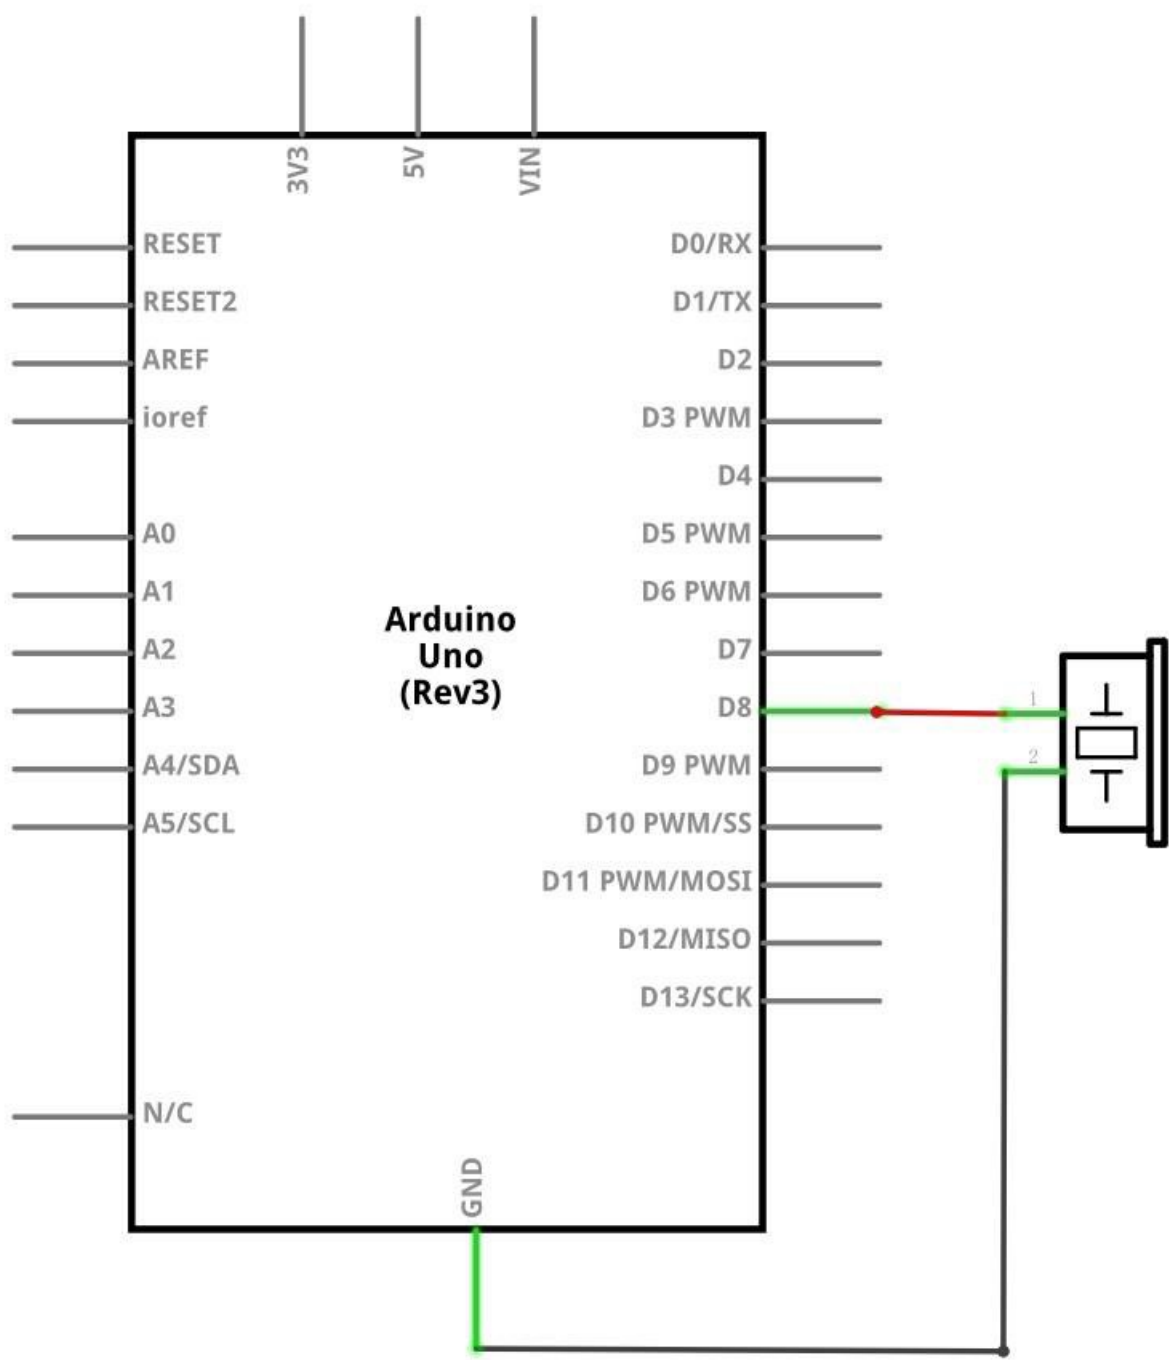 3V3
5V
VIN
RESET
D0/RX
RESET2
D1/TX
AREF
D2
ioref
D3 PWM
D4
A0
D5 PWM
A1
D6 PWM
Arduino
Uno
(Rev3)
A2
D7
A3
D8
1
A4/SDA
D9 PWM
2
A5/SCL
D10 PWM/SS
D11 PWM/MOSI
D12/MISO
D13/SCK
N/C
GND